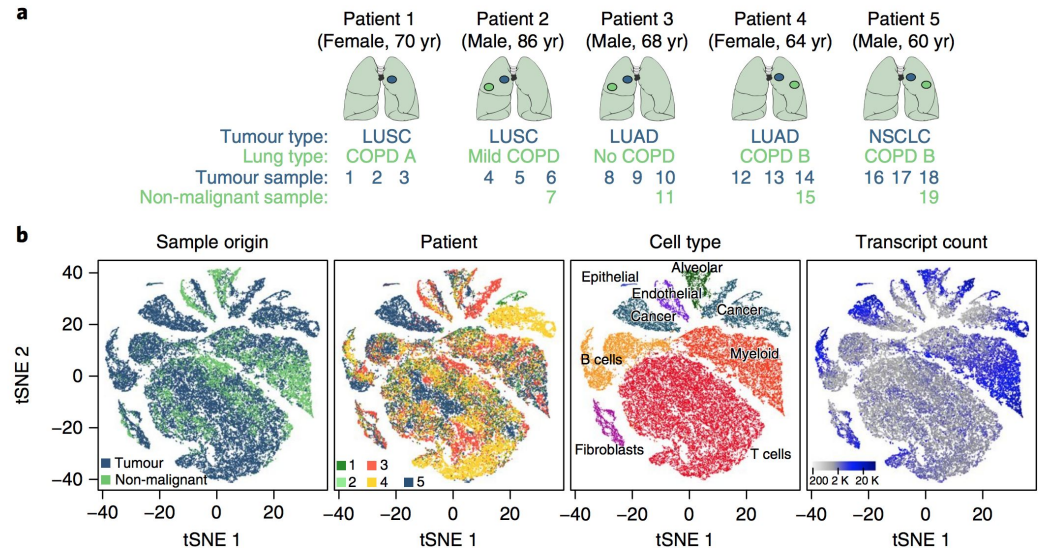 a
Patient 1 Patient 2 Patient 3 Patient 4 Patient 5
(Female, 70 yr) (Male, 86 yr) (Male, 68 yr) (Female, 64 yr) (Male, 60 yr)
Tumour type: LUSC LUSC LUAD LUAD NSCLC
Lung type: COPD A Mild COPD No COPD COPD B COPD B
Tumour sample: 1 2 3 4 5 6 8 9 10 12 13 14 16 17 18
Non-malignant sample: 7 11 15 19
b
Sample origin Patient Cell type Transcript count
40
20
0
−20
−40
tSNE 2
Tumour
Non-malignant
1 3
2 4 5
Epithelial
Alveolar
Endothelial
Cancer
Cancer
B cells
Myeloid
Fibroblasts
T cells
200 2 K 20 K
−40 −20 0 20 −40 −20 0 20 −40 −20 0 20 −40 −20 0 20
tSNE 1 tSNE 1 tSNE 1 tSNE 1